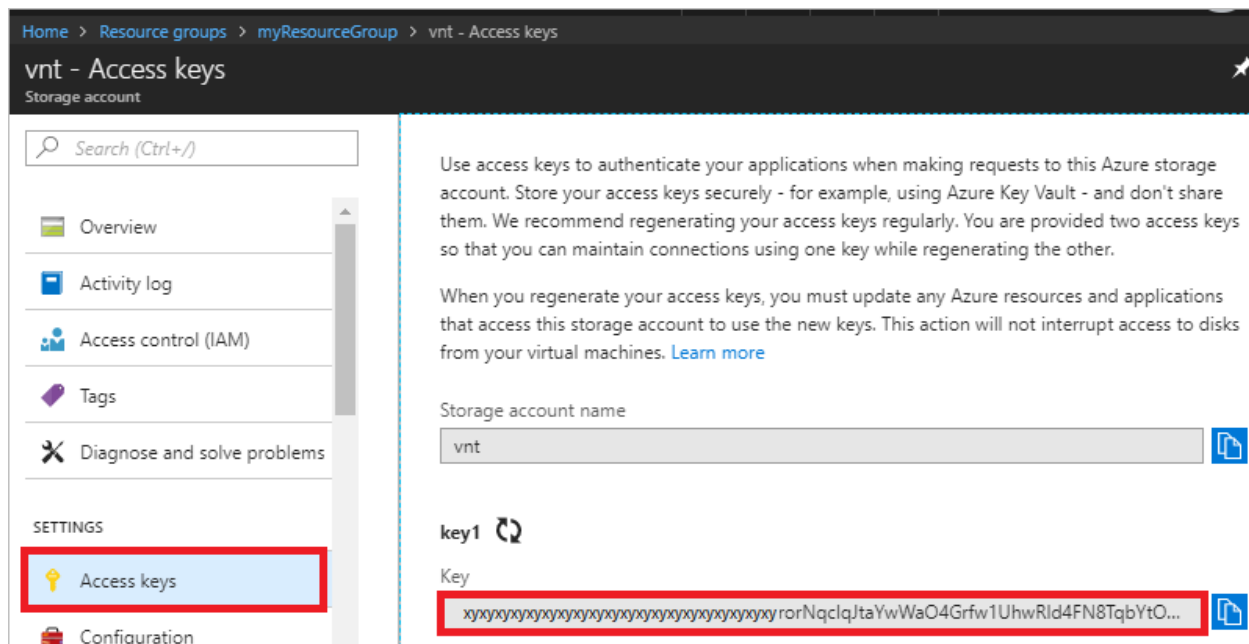 Home > Resource groups > myResourceGroup > vnt - Access keys
vnt - Access keys
Storage account
Search (Ctrl+/)
Overview
Activity log
Access control (IAM)
Tags
Diagnose and solve problems
SETTINGS
Access keys
Configuration
Use access keys to authenticate your applications when making requests to this Azure storage
account. Store your access keys securely - for example, using Azure Key Vault - and don't share
them. We recommend regenerating your access keys regularly. You are provided two access keys
so that you can maintain connections using one key while regenerating the other.
When you regenerate your access keys, you must update any Azure resources and applications
that access this storage account to use the new keys. This action will not interrupt access to disks
from your virtual machines. Learn more
Storage account name
vnt
key1
Key